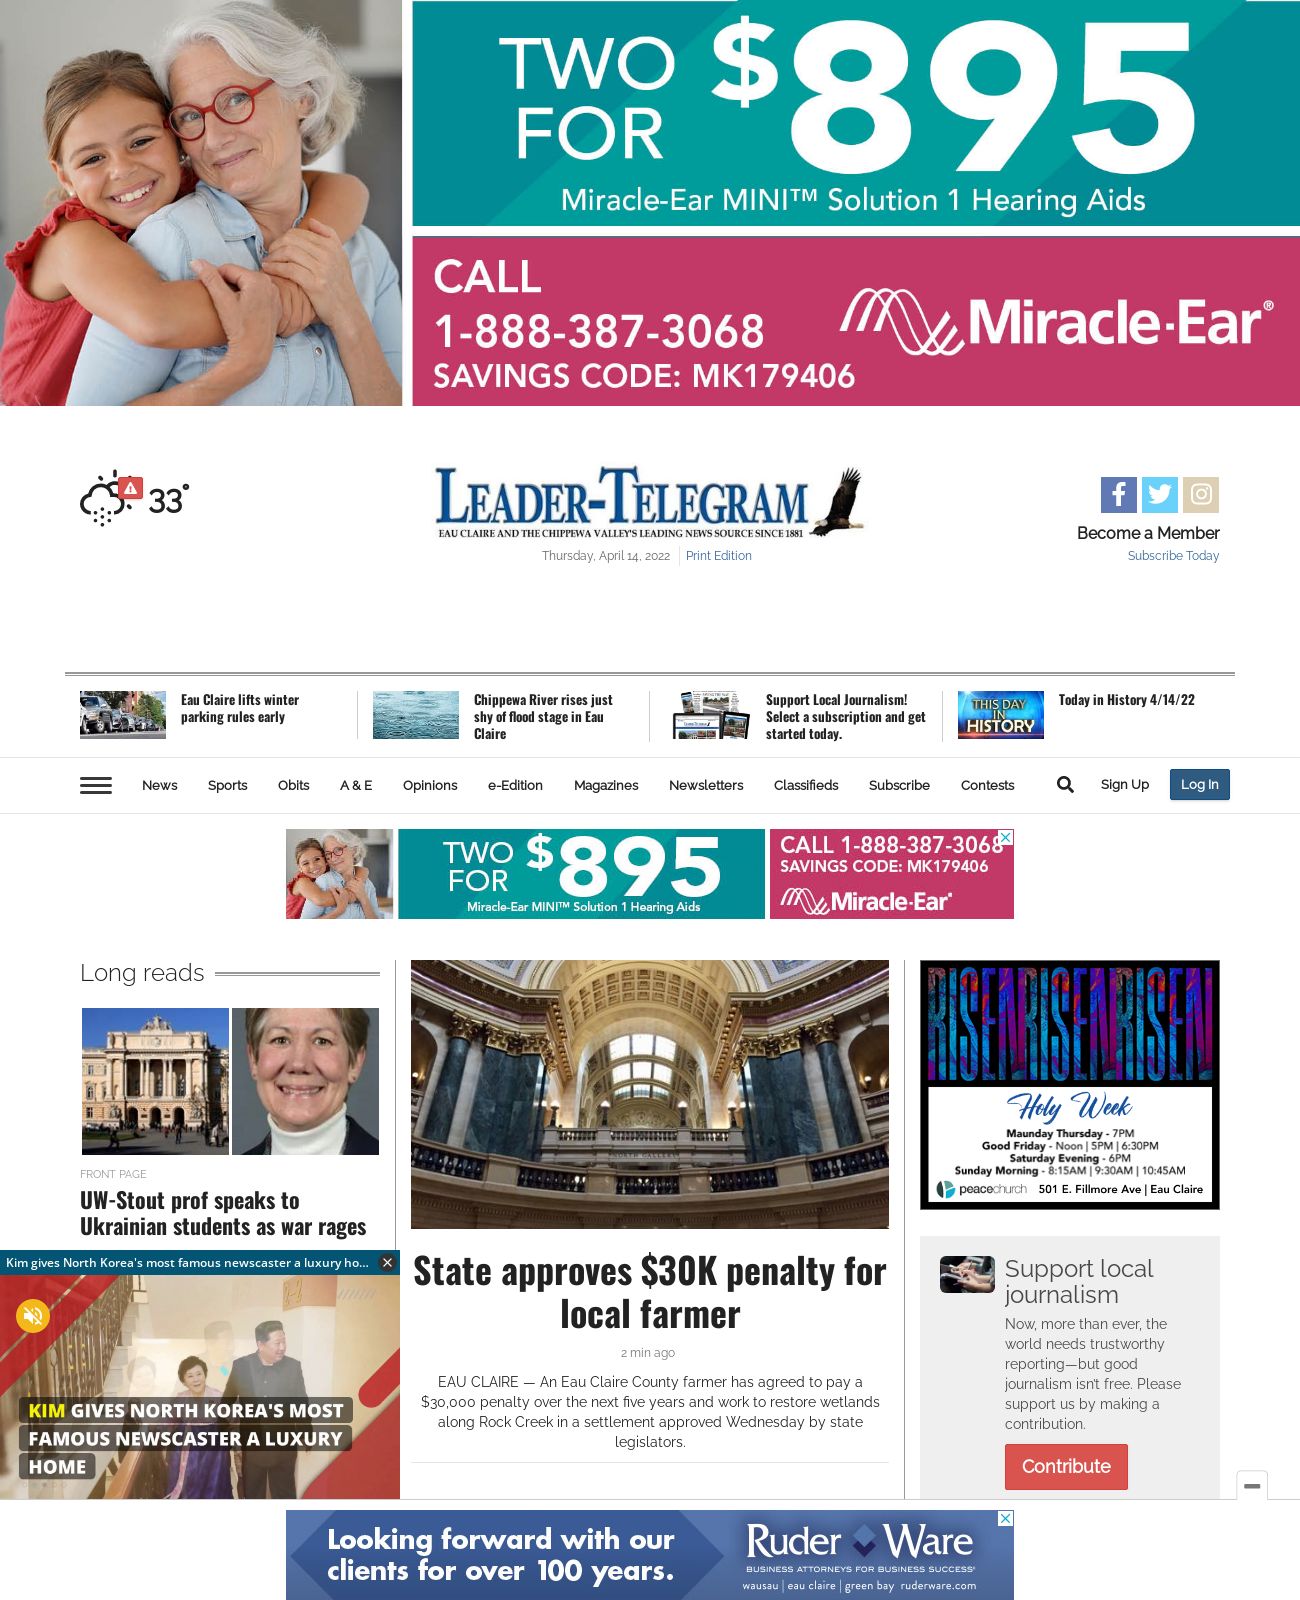 TWO
FOR
$895
Miracle-Ear MINI™ Solution 1 Hearing Aids
CALL
1-888-387-3068
SAVINGS CODE: MK179406
Miracle-Ear®
33°
LEADER-TELEGRAM
EAU CLAIRE AND THE CHIPPEWA VALLEY'S LEADING NEWS SOURCE SINCE 1881
Thursday, April 14, 2022
Print Edition
Become a Member
Subscribe Today
Eau Claire lifts winter
parking rules early
Chippewa River rises just
shy of flood stage in Eau
Claire
Support Local Journalism!
Select a subscription and get
started today.
THIS DAY
IN
HISTORY
Today in History 4/14/22
News
Sports
Obits
A & E
Opinions
e-Edition
Magazines
Newsletters
Classifieds
Subscribe
Contests
Sign Up
Log In
TWO
FOR
$895
Miracle-Ear MINI™ Solution 1 Hearing Aids
CALL 1-888-387-3068
SAVINGS CODE: MK179406
Miracle-Ear®
Long reads
FRONT PAGE
UW-Stout prof speaks to
Ukrainian students as war rages
Kim gives North Korea's most famous newscaster a luxury ho...
KIM GIVES NORTH KOREA'S MOST
FAMOUS NEWSCASTER A LUXURY
HOME
NORTH GALLERY
State approves $30K penalty for
local farmer
2 min ago
EAU CLAIRE — An Eau Claire County farmer has agreed to pay a
$30,000 penalty over the next five years and work to restore wetlands
along Rock Creek in a settlement approved Wednesday by state
legislators.
RISEN RISEN RISEN
Holy Week
Maunday Thursday - 7PM
Good Friday - Noon | 5PM | 6:30PM
Saturday Evening - 6PM
Sunday Morning - 8:15AM | 9:30AM | 10:45AM
peacechurch 501 E. Fillmore Ave | Eau Claire
Support local
journalism
Now, more than ever, the
world needs trustworthy
reporting—but good
journalism isn't free. Please
support us by making a
contribution.
Contribute
Looking forward with our
clients for over 100 years.
Ruder Ware
BUSINESS ATTORNEYS FOR BUSINESS SUCCESS®
wausau | eau claire | green bay ruderware.com